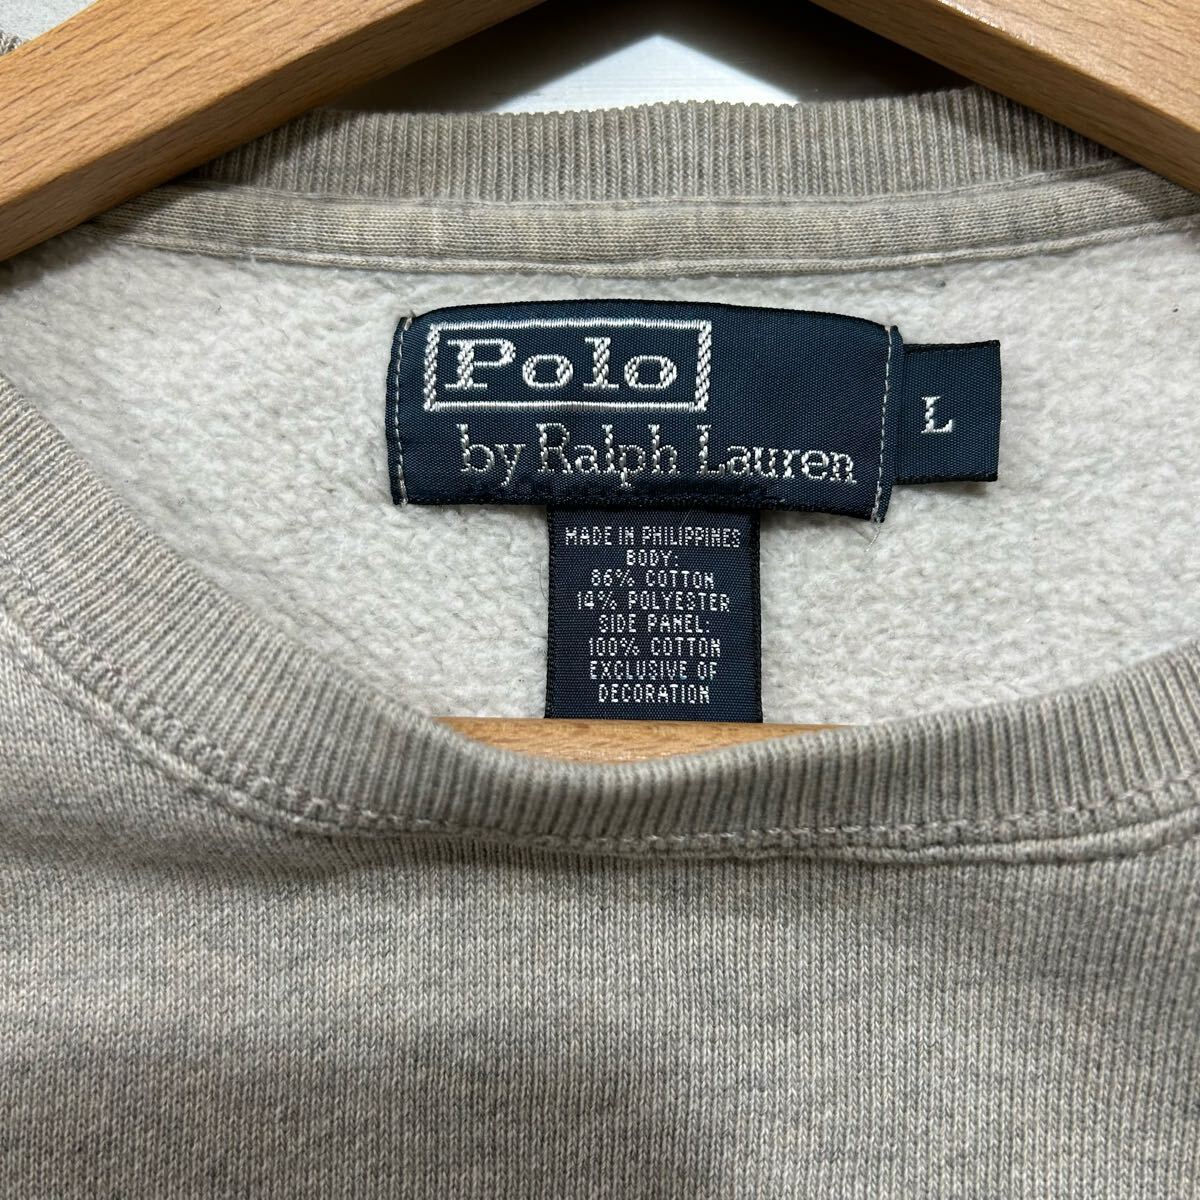 Polo
by Ralph Lauren
L
MADE IN PHILIPPINES
BODY:
86% COTTON
14% POLYESTER
SIDE PANEL:
100% COTTON
EXCLUSIVE OF
DECORATION